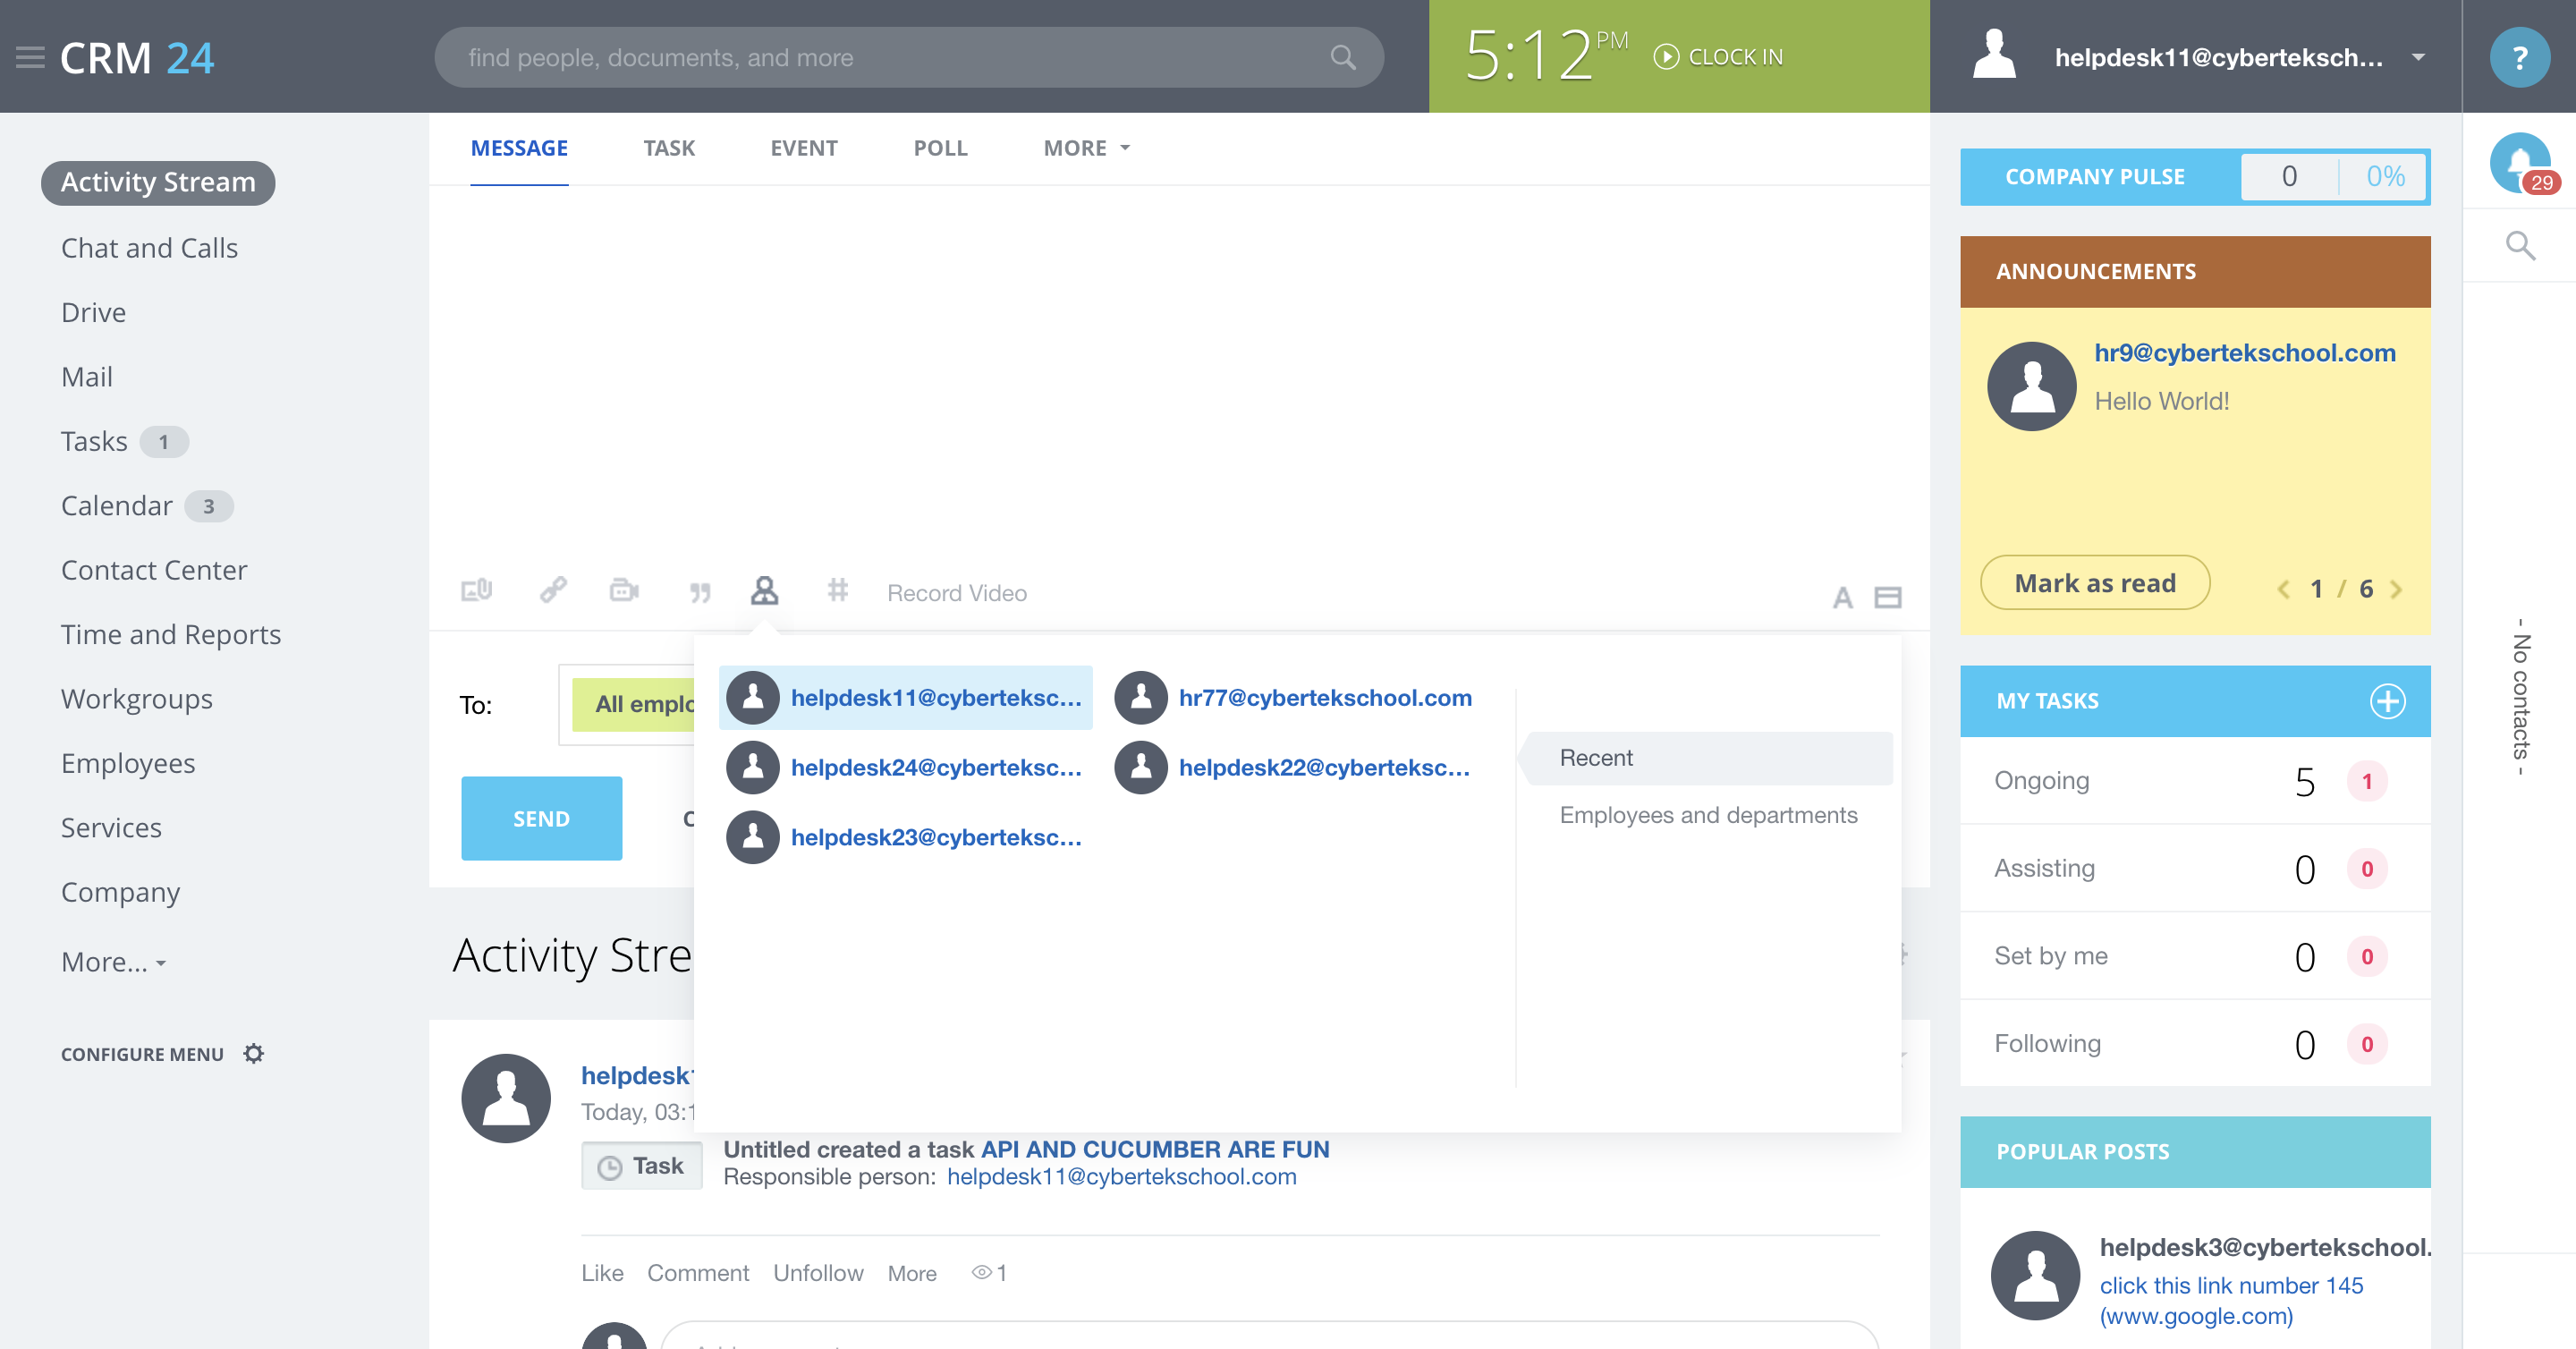 CRM 24
find people, documents, and more
5:12 PM
CLOCK IN
helpdesk11@cyberteksch...
?
Activity Stream
Chat and Calls
Drive
Mail
Tasks 1
Calendar 3
Contact Center
Time and Reports
Workgroups
Employees
Services
Company
More...
CONFIGURE MENU
MESSAGE TASK EVENT POLL MORE
Record Video
A
To:
All emplo
SEND
C
helpdesk11@cyberteksc...
hr77@cybertekschool.com
helpdesk24@cyberteksc...
helpdesk22@cyberteksc...
helpdesk23@cyberteksc...
Recent
Employees and departments
Activity Stre
helpdesk1
Today, 03:1
Task
Untitled created a task API AND CUCUMBER ARE FUN
Responsible person: helpdesk11@cybertekschool.com
Like Comment Unfollow More 1
COMPANY PULSE 0 0%
ANNOUNCEMENTS
hr9@cybertekschool.com
Hello World!
Mark as read
1 / 6
MY TASKS
Ongoing 5 1
Assisting 0 0
Set by me 0 0
Following 0 0
POPULAR POSTS
helpdesk3@cybertekschool.
click this link number 145
(www.google.com)
29
- No contacts -